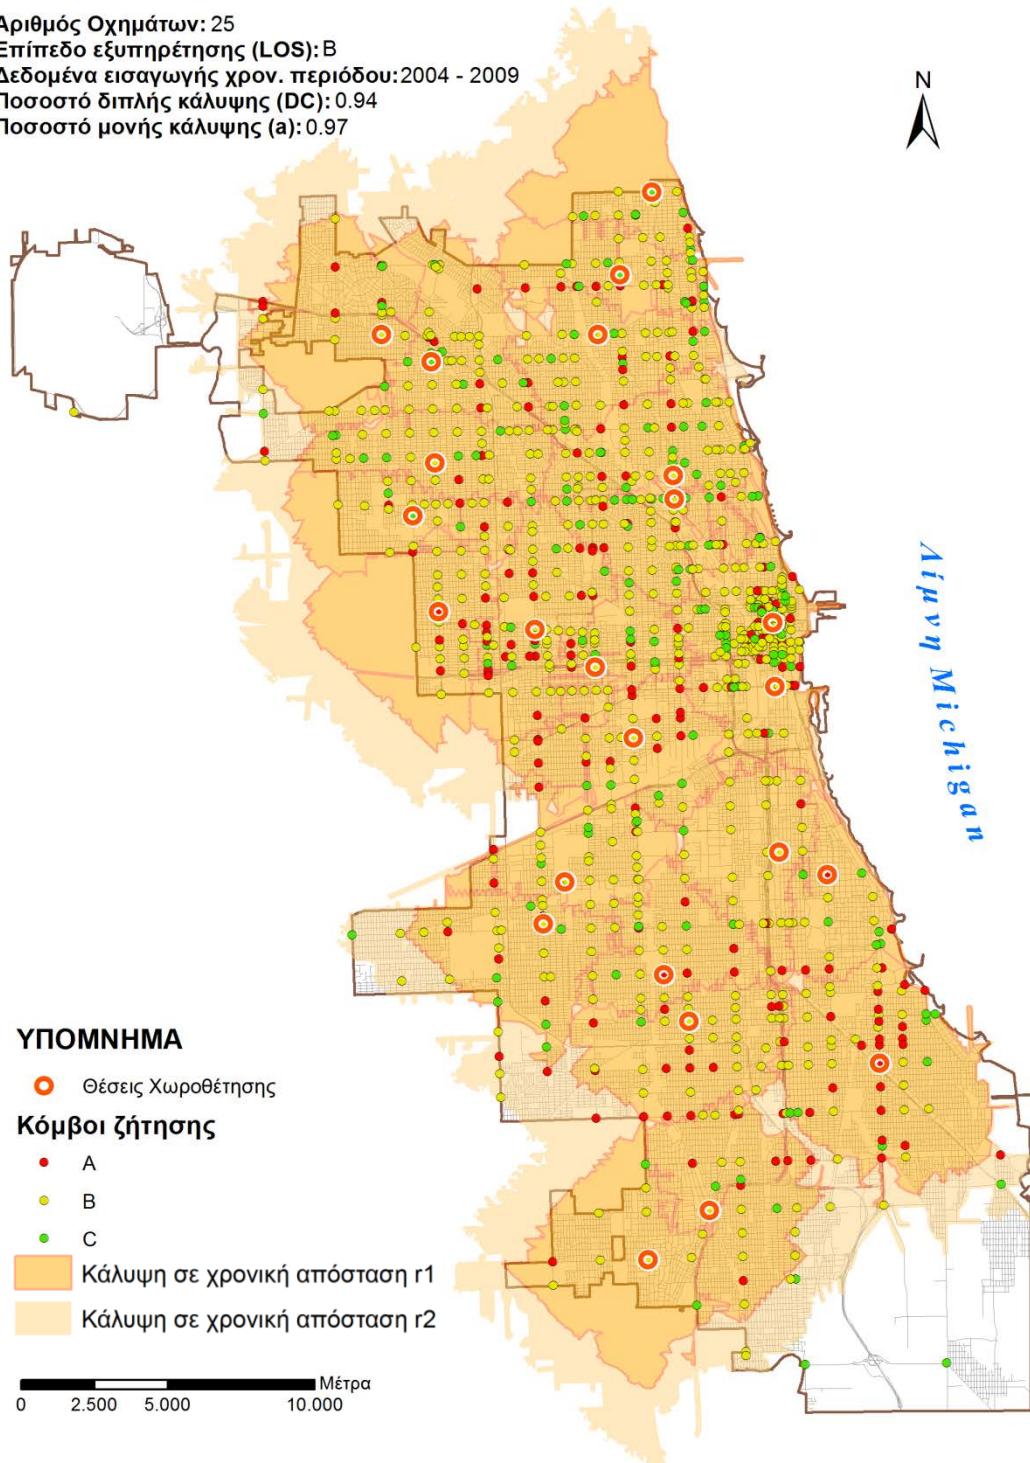 Αριθμός Οχημάτων: 25
Επίπεδο εξυπηρέτησης (LOS): B
Δεδομένα εισαγωγής χρον. περιόδου: 2004 - 2009
Ποσοστό διπλής κάλυψης (DC): 0.94
Ποσοστό μονής κάλυψης (a): 0.97
N
Λίμνη Michigan
ΥΠΟΜΝΗΜΑ
Θέσεις Χωροθέτησης
Κόμβοι ζήτησης
A
B
C
Κάλυψη σε χρονική απόσταση r1
Κάλυψη σε χρονική απόσταση r2
Μέτρα
0 2.500 5.000 10.000